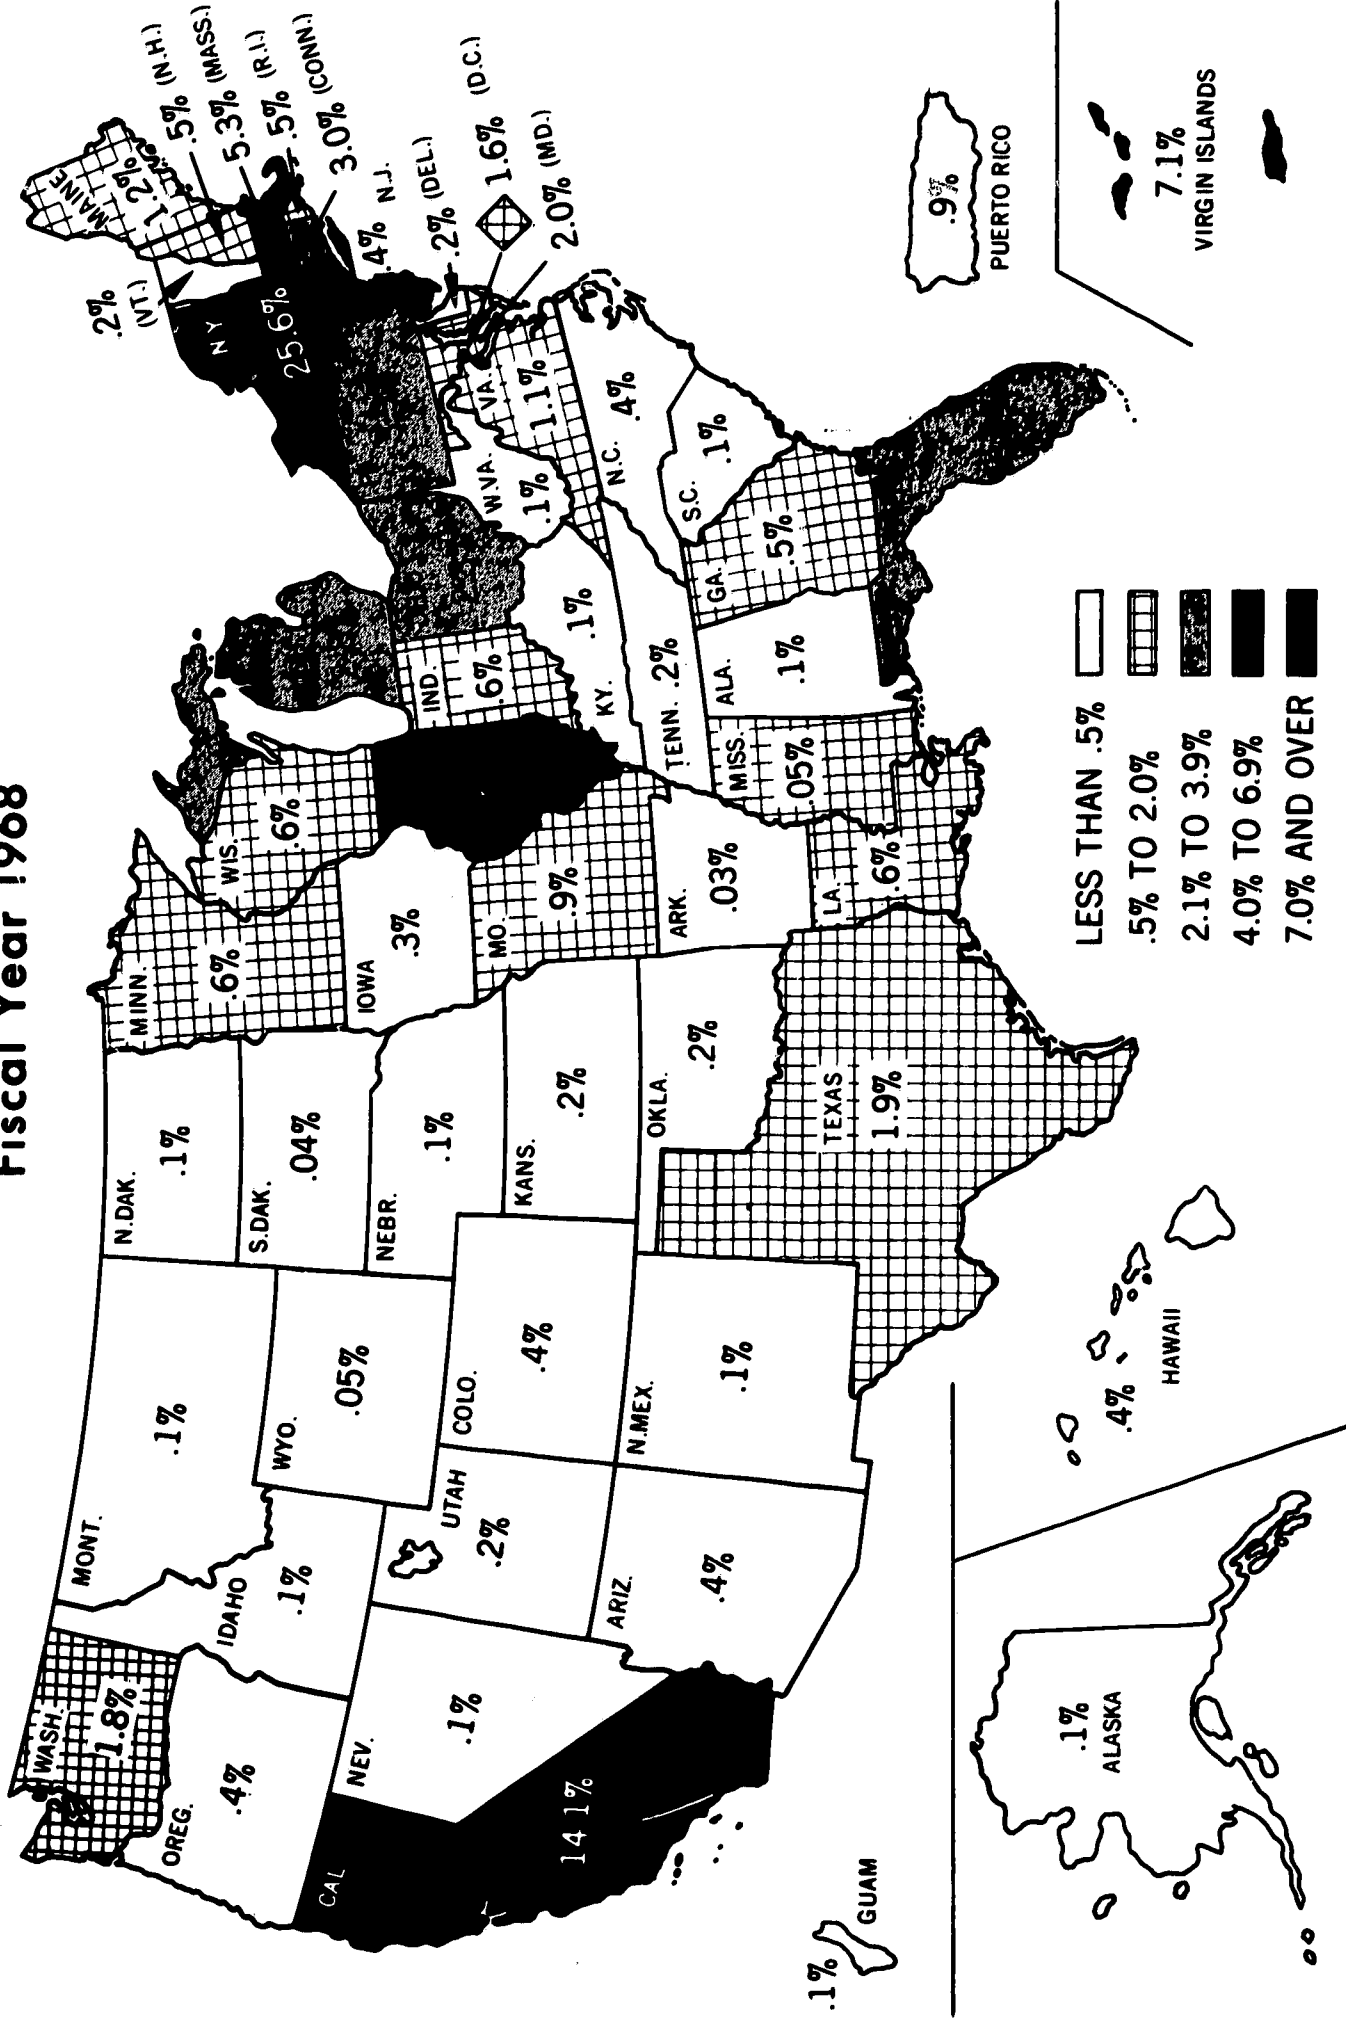 Fiscal Year 1968
WASH.
1.8%
OREG.
.4%
CAL
14 1%
NEV.
.1%
IDAHO
.1%
MONT.
.1%
WYO.
.05%
UTAH
.2%
COLO.
.4%
ARIZ.
.4%
N.MEX.
.1%
N.DAK.
.1%
S.DAK.
.04%
NEBR.
.1%
KANS.
.2%
OKLA.
.2%
TEXAS
1.9%
MINN.
.6%
IOWA
.3%
MO.
.9%
ARK.
.03%
LA.
.6%
WIS.
.6%
IND.
.6%
KY.
.1%
TENN. .2%
MISS.
.05%
ALA.
.1%
GA.
.5%
S.C.
.1%
N.C.
.4%
W.VA.
.1%
VA.
1.1%
N Y
25.6%
.2%
(VT.)
MAINE
1.2%
.5% (N.H.)
5.3% (MASS.)
.5% (R.I.)
3.0% (CONN.)
.4% N.J.
.2% (DEL.)
1.6% (D.C.)
2.0% (MD.)
.9%
PUERTO RICO
7.1%
VIRGIN ISLANDS
.1%
GUAM
.1%
ALASKA
.4%
HAWAII
LESS THAN .5%
.5% TO 2.0%
2.1% TO 3.9%
4.0% TO 6.9%
7.0% AND OVER